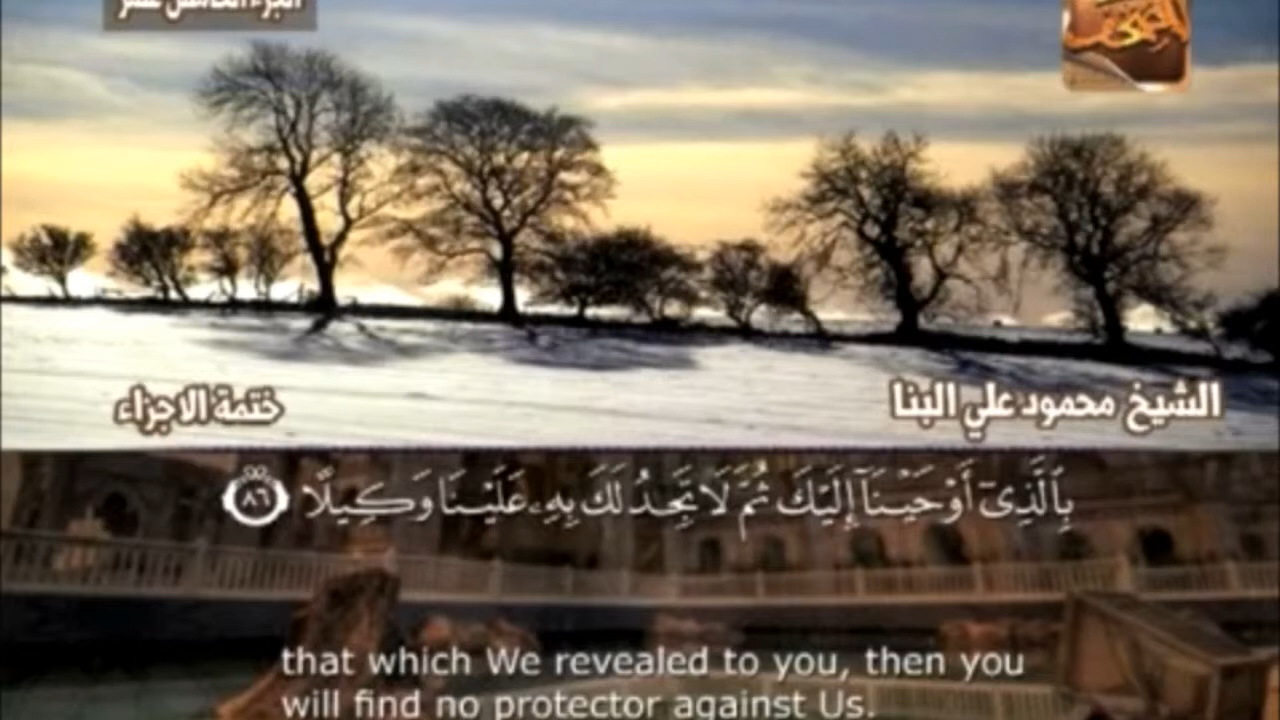 ختمة الاجزاء
الشيخ محمود علي البنا
بِٱلَّذِىٓ أَوْحَيْنَآ إِلَيْكَ ثُمَّ لَا تَجِدُ لَكَ بِهِۦ عَلَيْنَا وَكِيلًا ٨٦
that which We revealed to you, then you
will find no protector against Us.